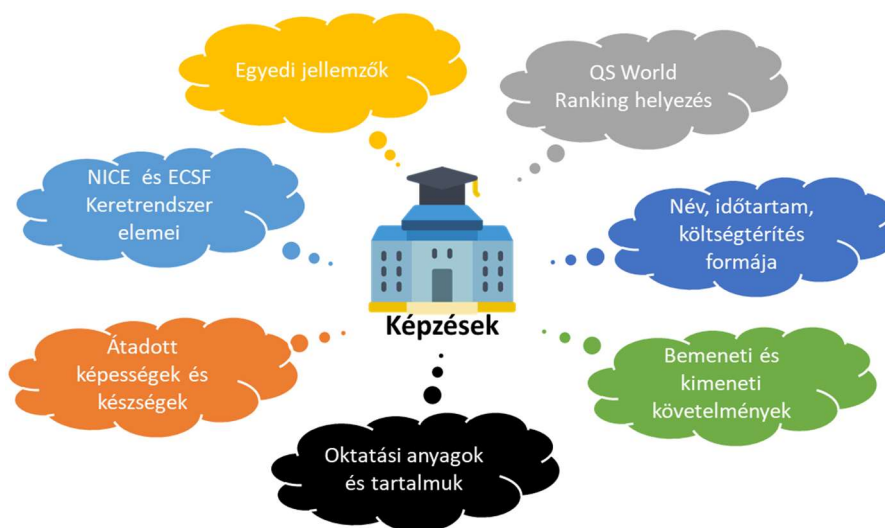 Egyedi jellemzők
QS World
Ranking helyezés
NICE és ECSF
Keretrendszer
elemei
Név, időtartam,
költségtérítés
formája
Képzések
Átadott
képességek és
készségek
Bemeneti és
kimeneti
követelmények
Oktatási anyagok
és tartalmuk